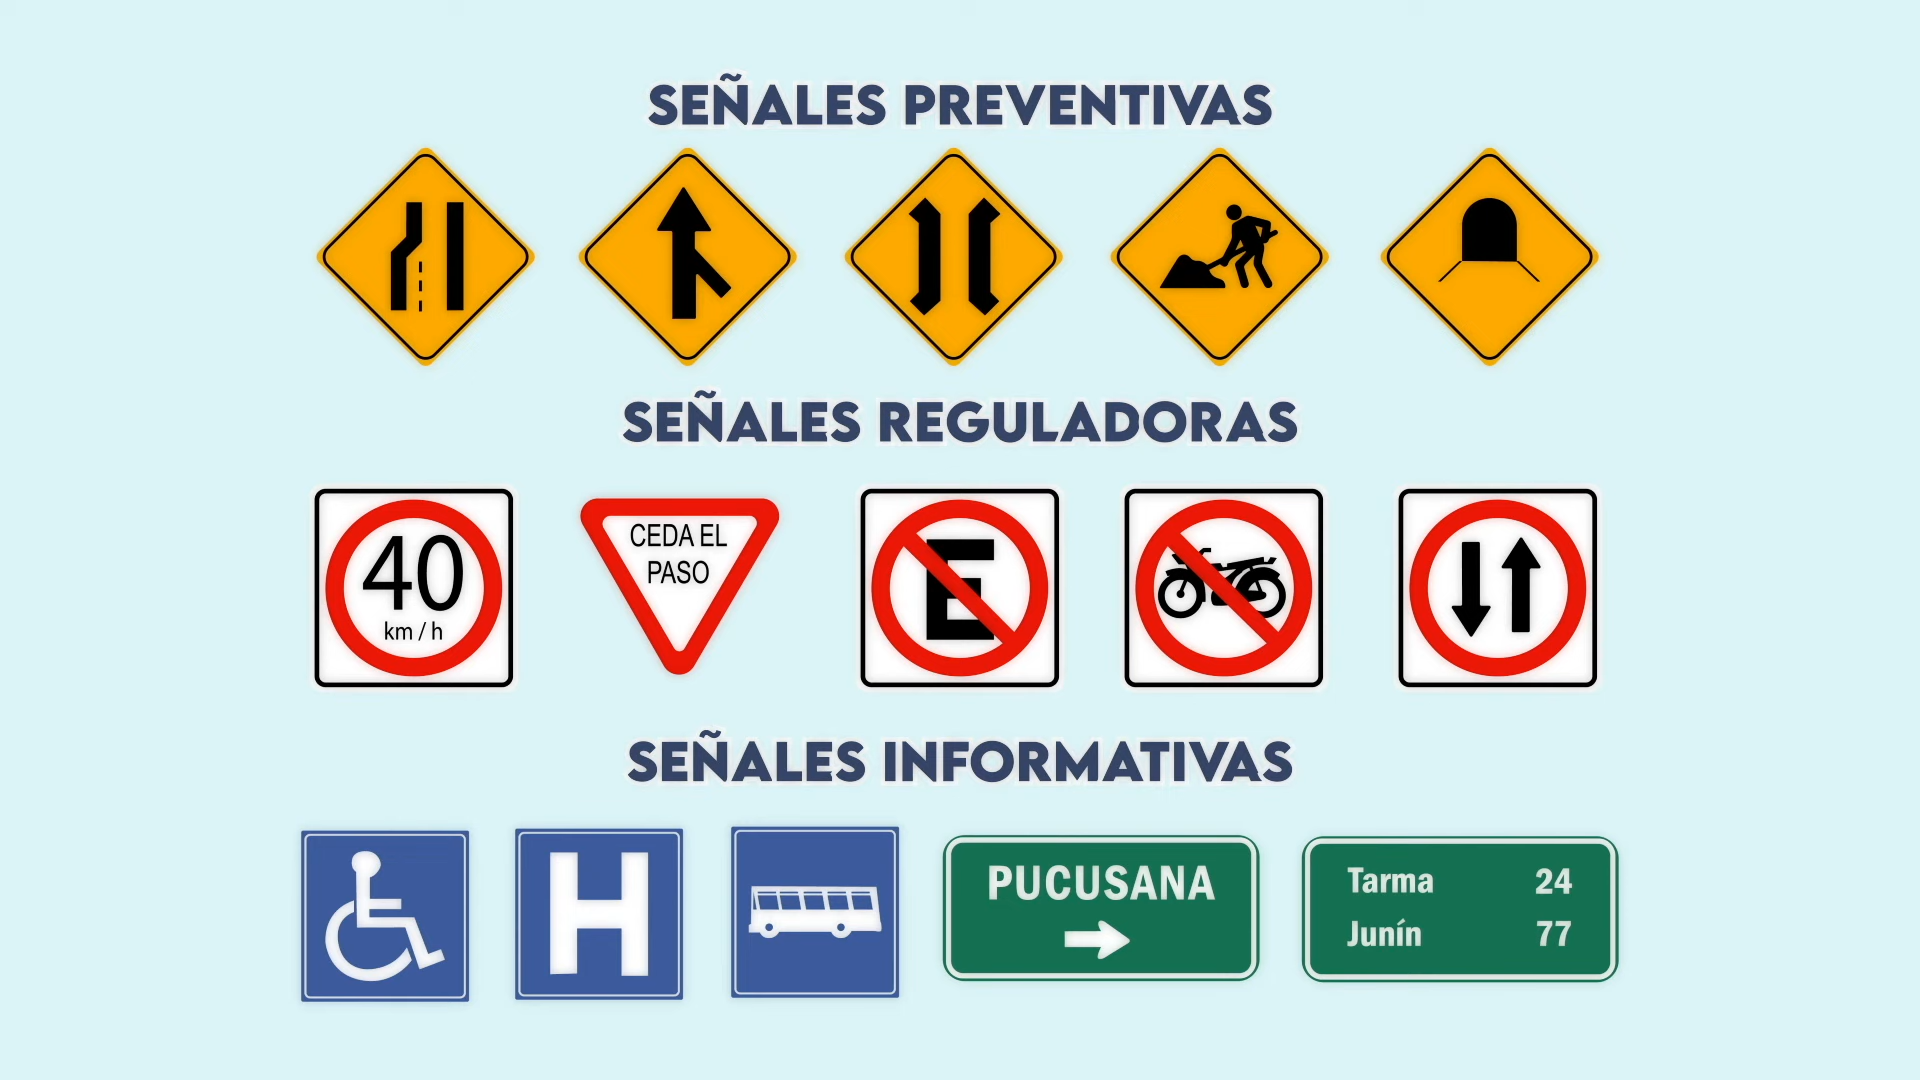 SEÑALES PREVENTIVAS
SEÑALES REGULADORAS
40
km / h
CEDA EL
PASO
E
SEÑALES INFORMATIVAS
H
PUCUSANA
Tarma 24
Junín 77